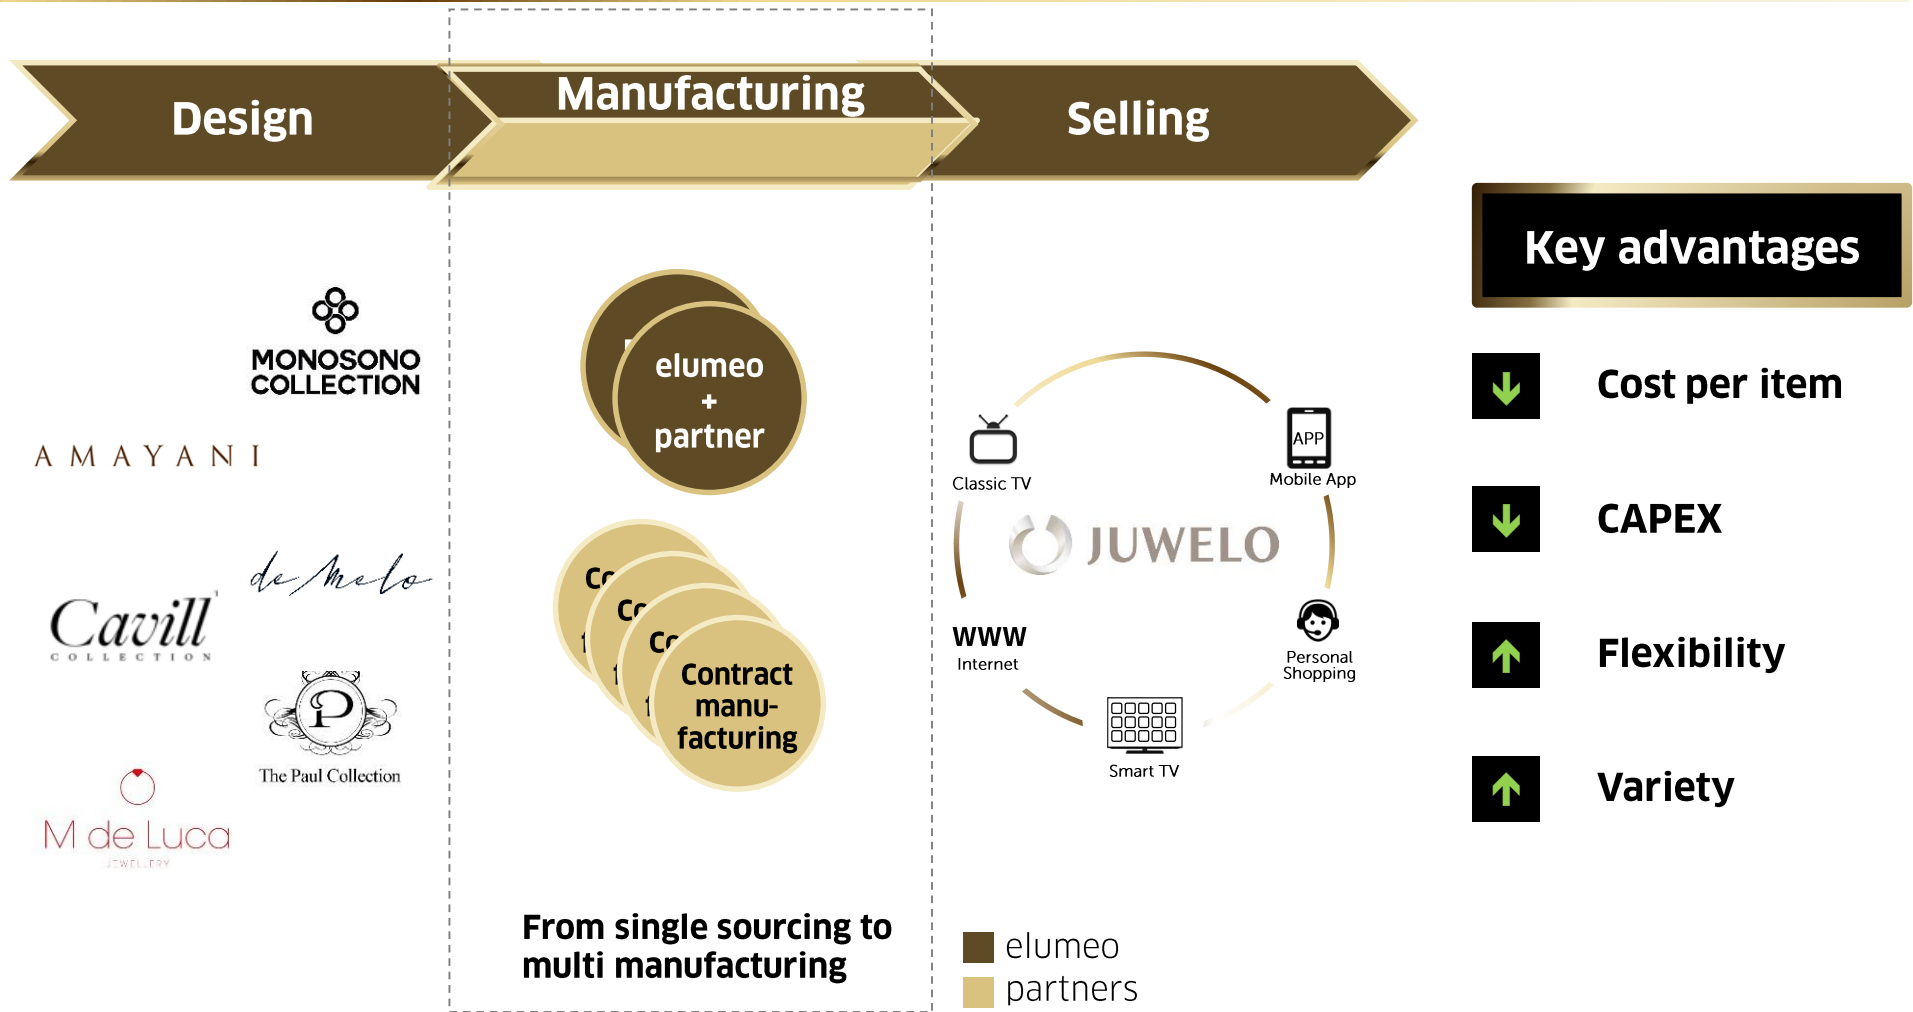 Design
Manufacturing
Selling
Key advantages
MONOSONO
COLLECTION
AMAYANI
de Melo
Cavill
COLLECTION
P
The Paul Collection
M de Luca
JEWELLERY
elumeo
+
partner
Contract
manu-
facturing
From single sourcing to
multi manufacturing
Classic TV
APP
Mobile App
JUWELO
WWW
Internet
Personal
Shopping
Smart TV
elumeo
partners
Cost per item
CAPEX
Flexibility
Variety